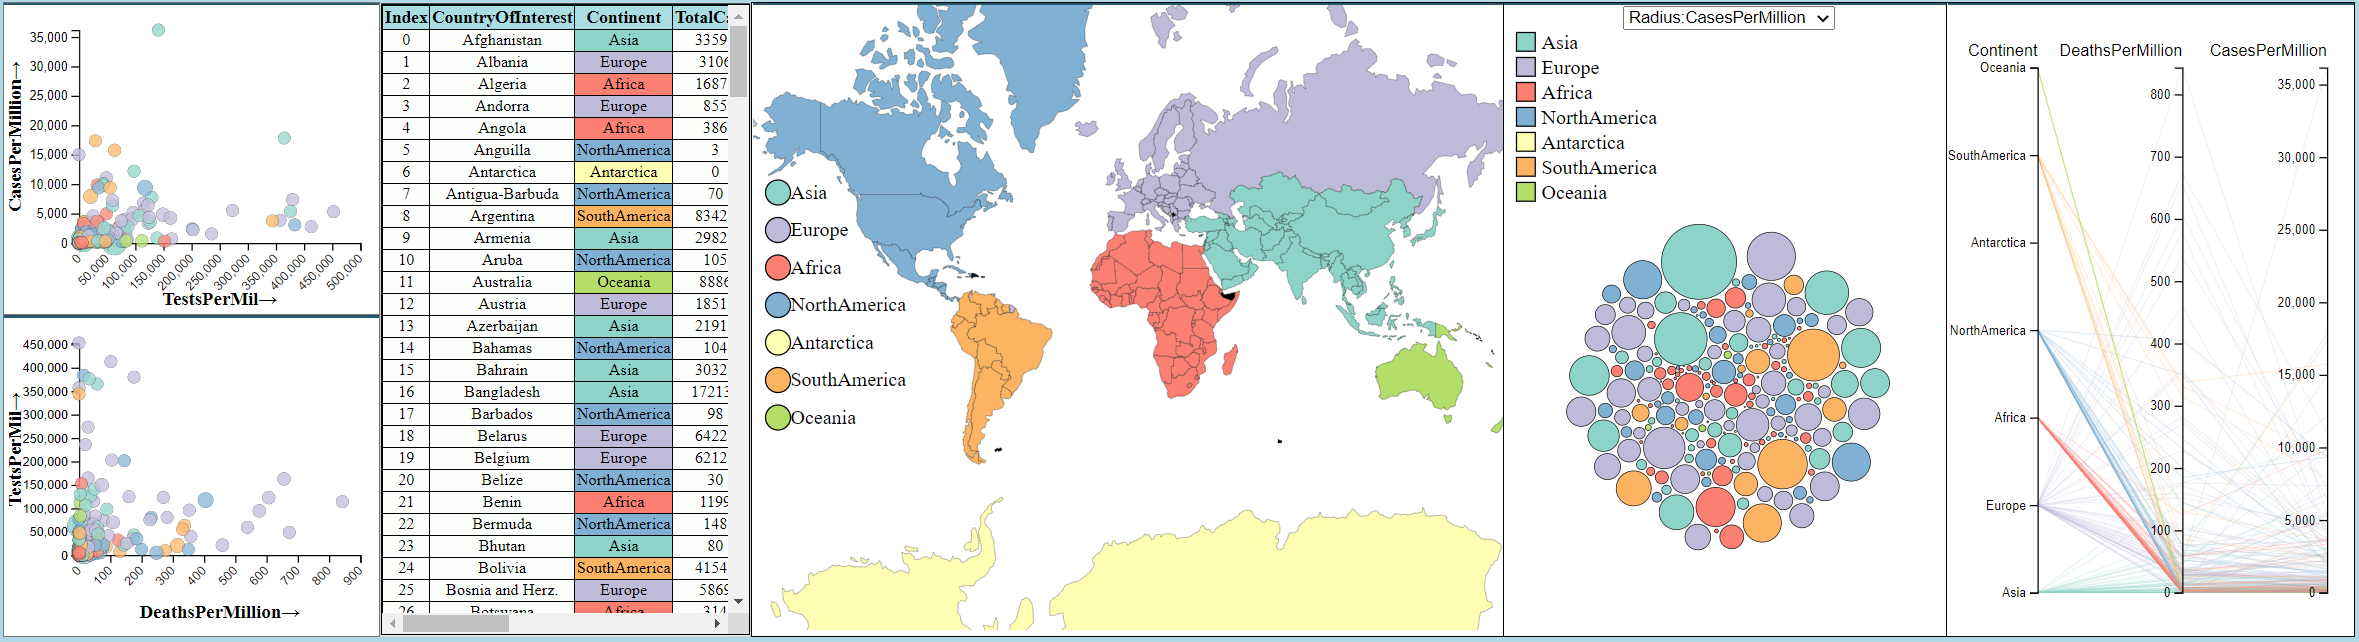 35,000
30,000
25,000
20,000
15,000
10,000
5,000
0
CasesPerMillion→
0
50,000
100,000
150,000
200,000
250,000
300,000
350,000
400,000
450,000
500,000
TestsPerMil→
450,000
400,000
350,000
300,000
250,000
200,000
150,000
100,000
50,000
0
TestsPerMil→
0
100
200
300
400
500
600
700
800
900
DeathsPerMillion→
Index CountryOfInterest Continent TotalCa
0 Afghanistan Asia 3359
1 Albania Europe 3106
2 Algeria Africa 1687
3 Andorra Europe 855
4 Angola Africa 386
5 Anguilla NorthAmerica 3
6 Antarctica Antarctica 0
7 Antigua-Barbuda NorthAmerica 70
8 Argentina SouthAmerica 8342
9 Armenia Asia 2982
10 Aruba NorthAmerica 105
11 Australia Oceania 8886
12 Austria Europe 1851
13 Azerbaijan Asia 2191
14 Bahamas NorthAmerica 104
15 Bahrain Asia 3032
16 Bangladesh Asia 17213
17 Barbados NorthAmerica 98
18 Belarus Europe 6422
19 Belgium Europe 6212
20 Belize NorthAmerica 30
21 Benin Africa 1199
22 Bermuda NorthAmerica 148
23 Bhutan Asia 80
24 Bolivia SouthAmerica 4154
25 Bosnia and Herz. Europe 5869
26 Botswana Africa 314
Asia
Europe
Africa
NorthAmerica
Antarctica
SouthAmerica
Oceania
Radius:CasesPerMillion
Asia
Europe
Africa
NorthAmerica
Antarctica
SouthAmerica
Oceania
Continent DeathsPerMillion CasesPerMillion
Oceania
SouthAmerica
Antarctica
NorthAmerica
Africa
Europe
Asia
800
700
600
500
400
300
200
100
0
35,000
30,000
25,000
20,000
15,000
10,000
5,000
0